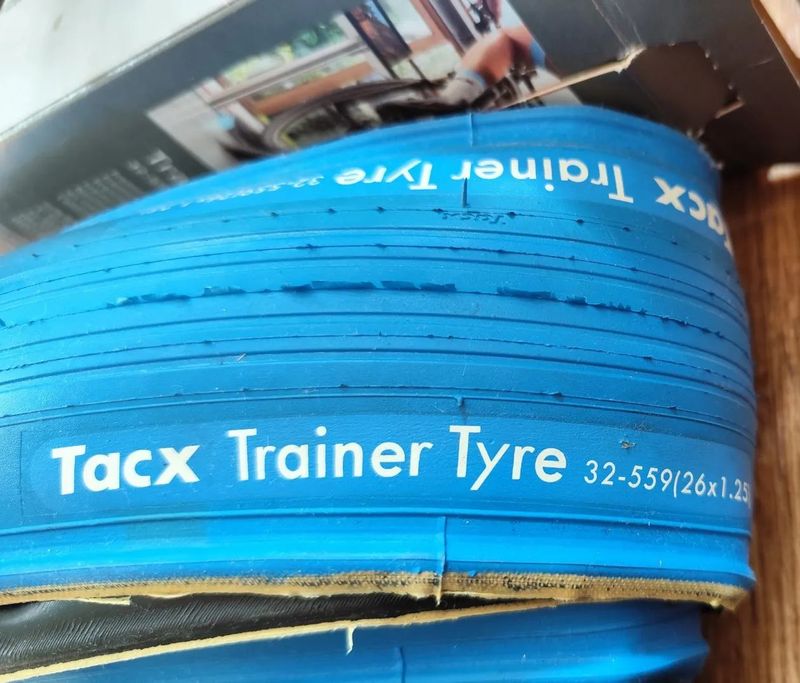 Tacx Trainer Tyre
Tacx Trainer Tyre 32-559(26x1.25)